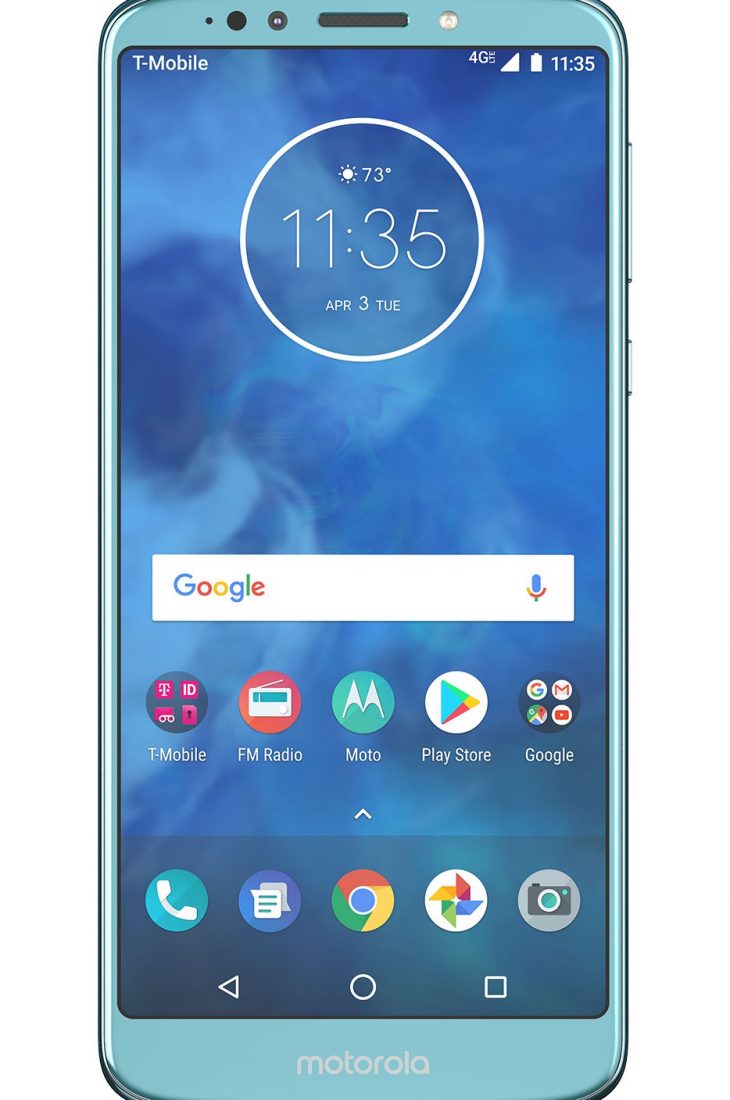 T-Mobile 4G LTE 11:35
73°
11:35
APR 3 TUE
Google
T ID
G M
T-Mobile FM Radio Moto Play Store Google
motorola